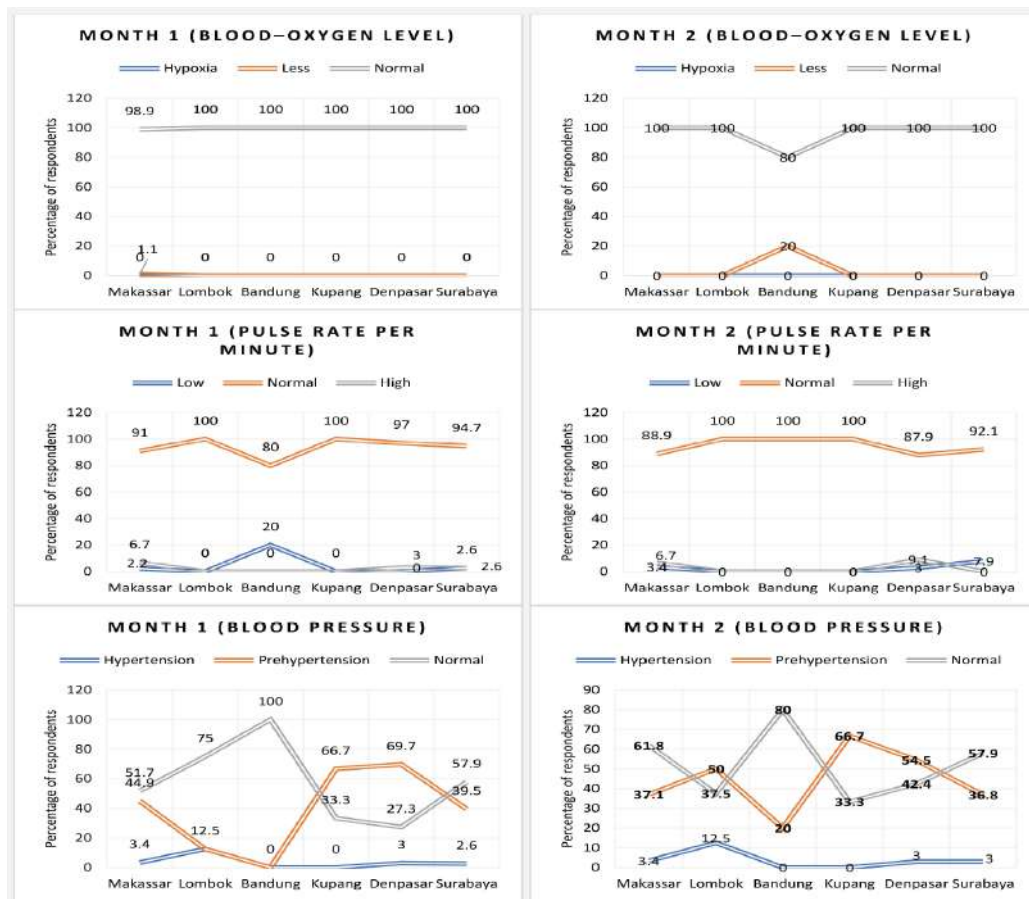 MONTH 1 (BLOOD–OXYGEN LEVEL)
Hypoxia Less Normal
Percentage of respondents
120
100
80
60
40
20
0
98.9 100 100 100 100 100
1.1
0 0 0 0 0 0
Makassar Lombok Bandung Kupang Denpasar Surabaya
MONTH 2 (BLOOD–OXYGEN LEVEL)
Hypoxia Less Normal
Percentage of respondents
120
100
80
60
40
20
0
100 100 80 100 100 100
20
0 0 0 0 0 0
Makassar Lombok Bandung Kupang Denpasar Surabaya
MONTH 1 (PULSE RATE PER
MINUTE)
Low Normal High
Percentage of respondents
120
100
80
60
40
20
0
91 100 80 100 97 94.7
6.7 0 20 0 3 2.6
2.2 0 0 2.6
Makassar Lombok Bandung Kupang Denpasar Surabaya
MONTH 2 (PULSE RATE PER
MINUTE)
Low Normal High
Percentage of respondents
120
100
80
60
40
20
0
88.9 100 100 100 87.9 92.1
6.7 9.1 7.9
3.4 0 0 0 3 0
Makassar Lombok Bandung Kupang Denpasar Surabaya
MONTH 1 (BLOOD PRESSURE)
Hypertension Prehypertension Normal
Percentage of respondents
120
100
80
60
40
20
0
51.7 75 100 66.7 69.7 57.9
44.9 33.3 27.3 39.5
3.4 12.5 0 0 3 2.6
Makassar Lombok Bandung Kupang Denpasar Surabaya
MONTH 2 (BLOOD PRESSURE)
Hypertension Prehypertension Normal
Percentage of respondents
90
80
70
60
50
40
30
20
10
0
61.8 50 80 66.7 54.5 57.9
37.1 37.5 20 33.3 42.4 36.8
3.4 12.5 0 0 3 3
Makassar Lombok Bandung Kupang Denpasar Surabaya